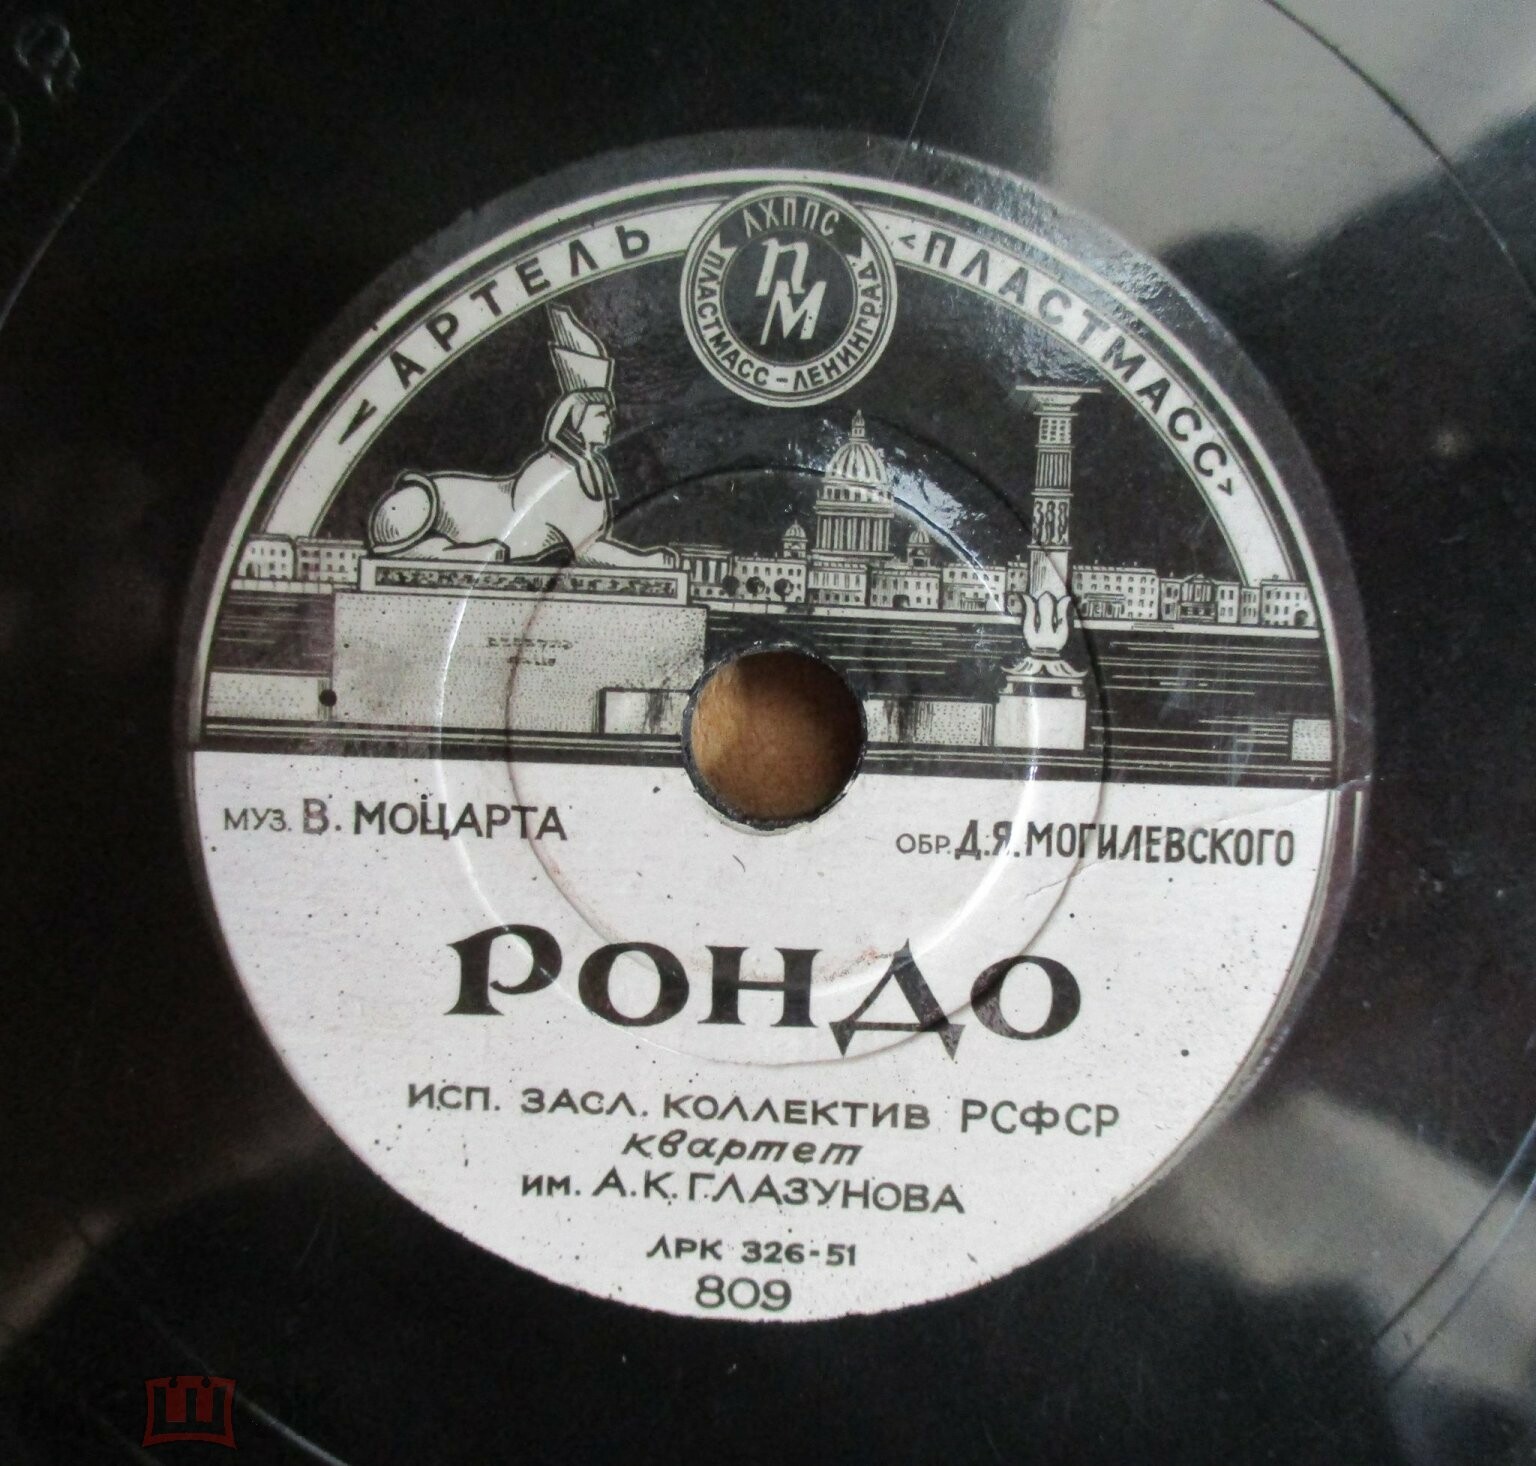 «АРТЕЛЬ «ПЛАСТМАСС»
ЛХППС
ПМ
ПЛАСТМАСС-ЛЕНИНГРАД
МУЗ. В. МОЦАРТА
ОБР. Д.Я. МОГИЛЕВСКОГО
РОНДО
ИСП. ЗАСЛ. КОЛЛЕКТИВ РСФСР
квартет
им. А.К. ГЛАЗУНОВА
ЛРК 326-51
809